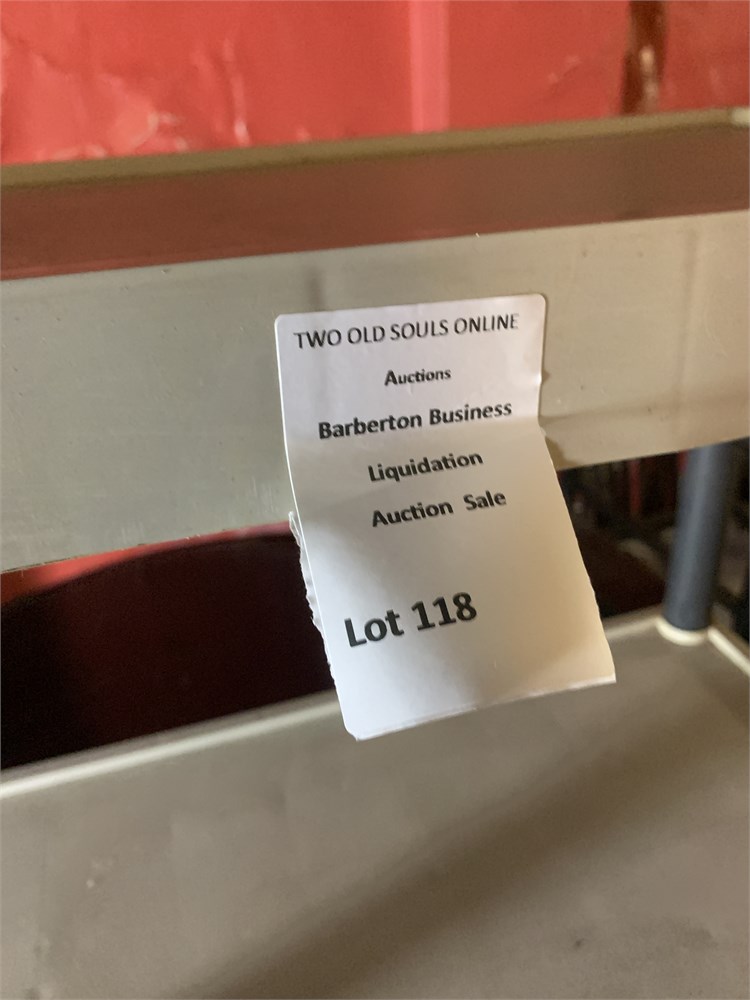 TWO OLD SOULS ONLINE
Auctions
Barberton Business
Liquidation
Auction Sale
Lot 118